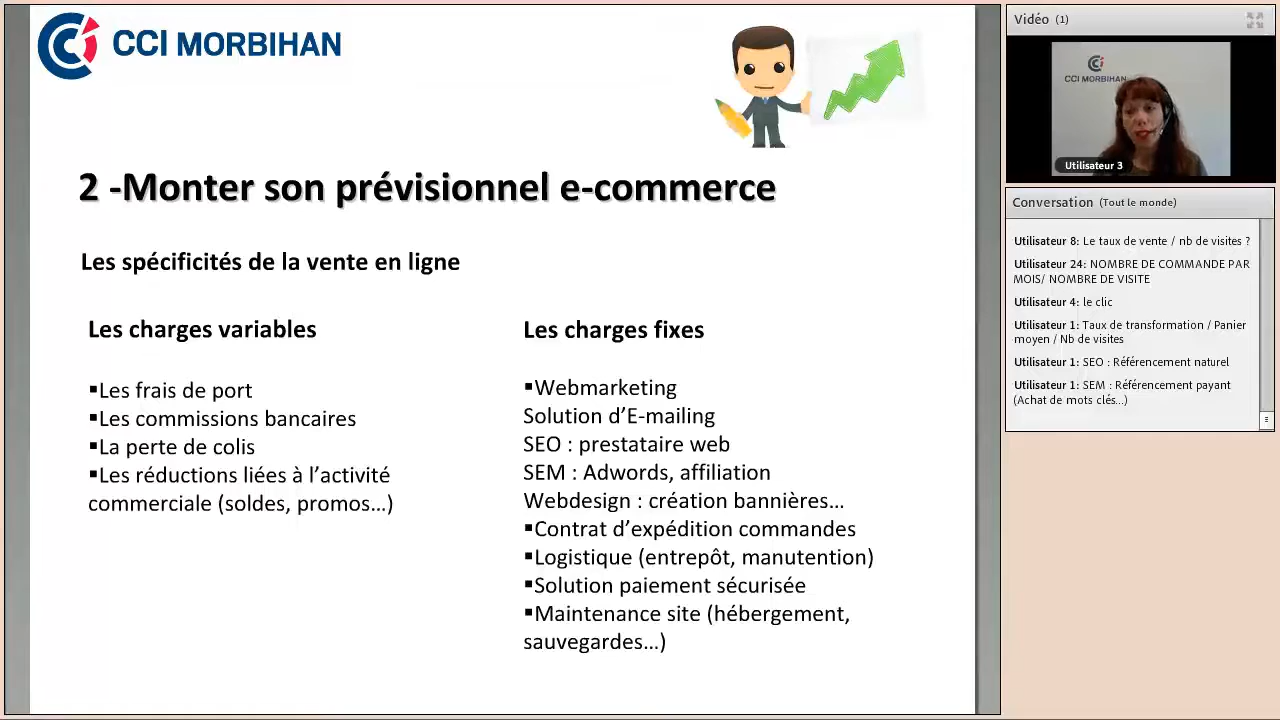 CCI MORBIHAN
2 -Monter son prévisionnel e-commerce
Les spécificités de la vente en ligne
Les charges variables
▪Les frais de port
▪Les commissions bancaires
▪La perte de colis
▪Les réductions liées à l’activité
commerciale (soldes, promos…)
Les charges fixes
▪Webmarketing
Solution d’E-mailing
SEO : prestataire web
SEM : Adwords, affiliation
Webdesign : création bannières…
▪Contrat d’expédition commandes
▪Logistique (entrepôt, manutention)
▪Solution paiement sécurisée
▪Maintenance site (hébergement,
sauvegardes…)
Vidéo (1)
CCI MORBIHAN
Utilisateur 3
Conversation (Tout le monde)
Utilisateur 8: Le taux de vente / nb de visites ?
Utilisateur 24: NOMBRE DE COMMANDE PAR
MOIS/ NOMBRE DE VISITE
Utilisateur 4: le clic
Utilisateur 1: Taux de transformation / Panier
moyen / Nb de visites
Utilisateur 1: SEO : Référencement naturel
Utilisateur 1: SEM : Référencement payant
(Achat de mots clés...)